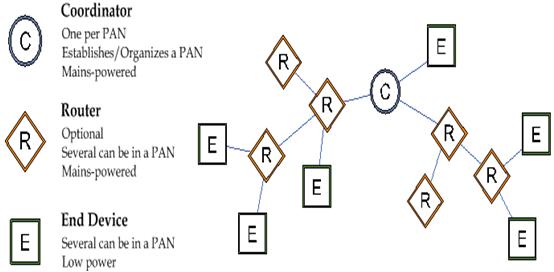 C
Coordinator
One per PAN
Establishes/Organizes a PAN
Mains-powered
R
Router
Optional
Several can be in a PAN
Mains-powered
E
End Device
Several can be in a PAN
Low power
R
E
C
R
R
E
E
R
R
E
E
R
E
E